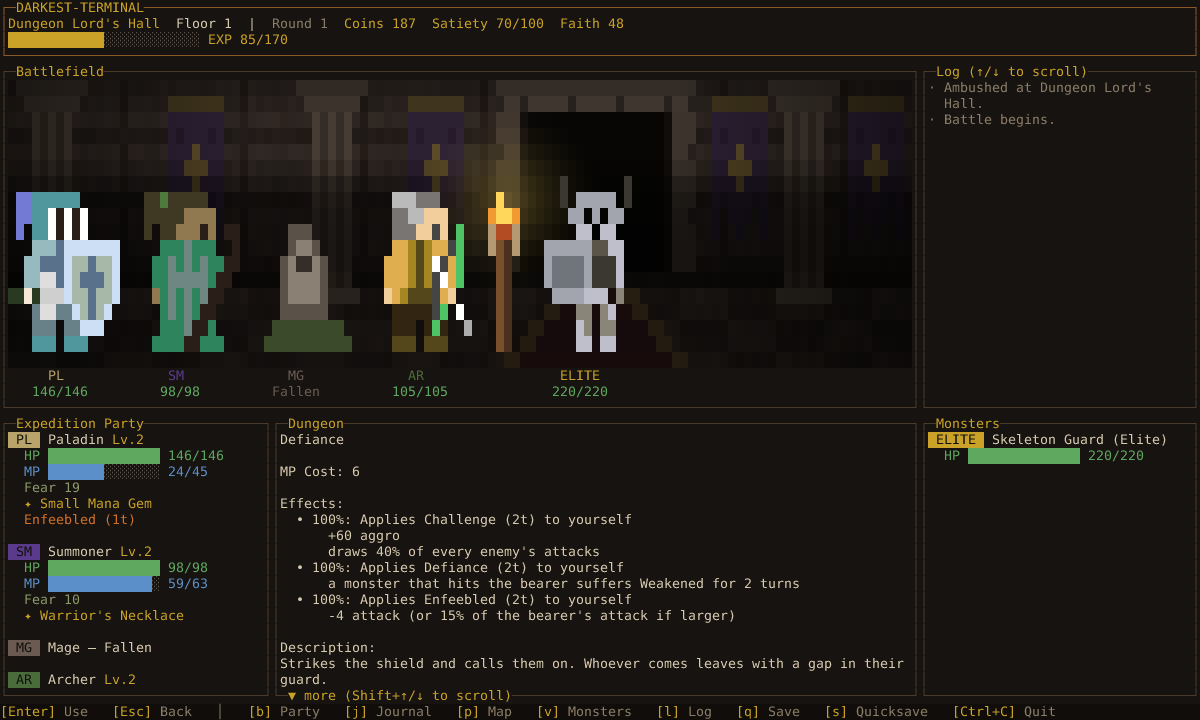 DARKEST-TERMINAL
Dungeon Lord's Hall  Floor 1  |  Round 1  Coins 187  Satiety 70/100  Faith 48
EXP 85/170
Battlefield
PL
146/146
SM
98/98
MG
Fallen
AR
105/105
ELITE
220/220
Log (↑/↓ to scroll)
· Ambushed at Dungeon Lord's
Hall.
· Battle begins.
Expedition Party
PL Paladin Lv.2
HP 146/146
MP 24/45
Fear 19
✦ Small Mana Gem
Enfeebled (1t)
SM Summoner Lv.2
HP 98/98
MP 59/63
Fear 10
✦ Warrior's Necklace
MG Mage — Fallen
AR Archer Lv.2
Dungeon
Defiance
MP Cost: 6
Effects:
• 100%: Applies Challenge (2t) to yourself
+60 aggro
draws 40% of every enemy's attacks
• 100%: Applies Defiance (2t) to yourself
a monster that hits the bearer suffers Weakened for 2 turns
• 100%: Applies Enfeebled (2t) to yourself
-4 attack (or 15% of the bearer's attack if larger)
Description:
Strikes the shield and calls them on. Whoever comes leaves with a gap in their
guard.
▼ more (Shift+↑/↓ to scroll)
Monsters
ELITE Skeleton Guard (Elite)
HP 220/220
[Enter] Use  [Esc] Back  │  [b] Party  [j] Journal  [p] Map  [v] Monsters  [l] Log  [q] Save  [s] Quicksave  [Ctrl+C] Quit